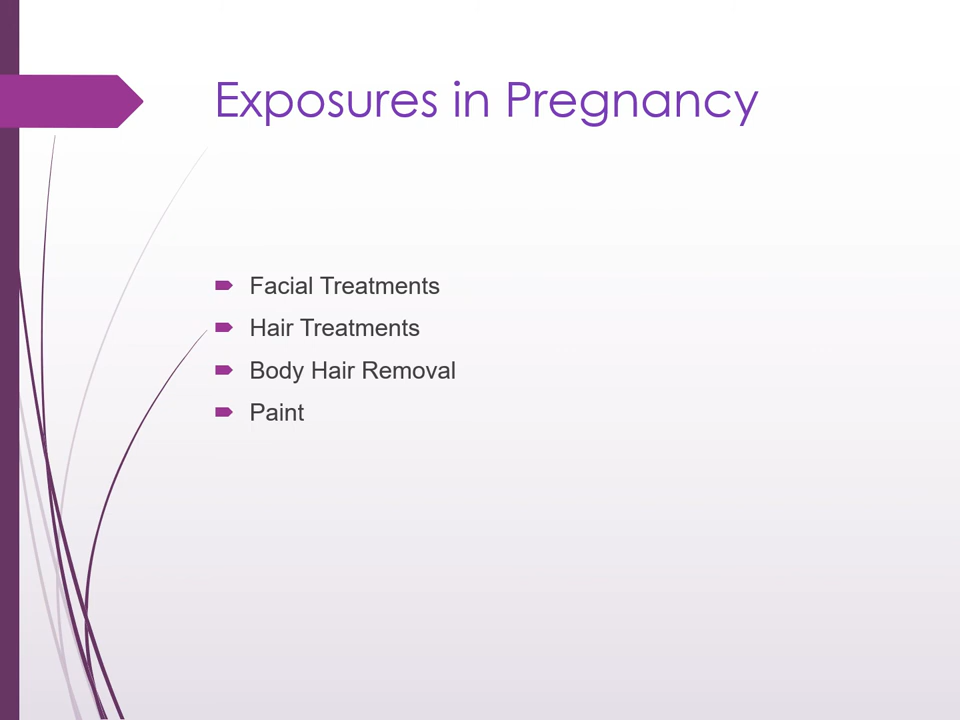 Exposures in Pregnancy
Facial Treatments
Hair Treatments
Body Hair Removal
Paint